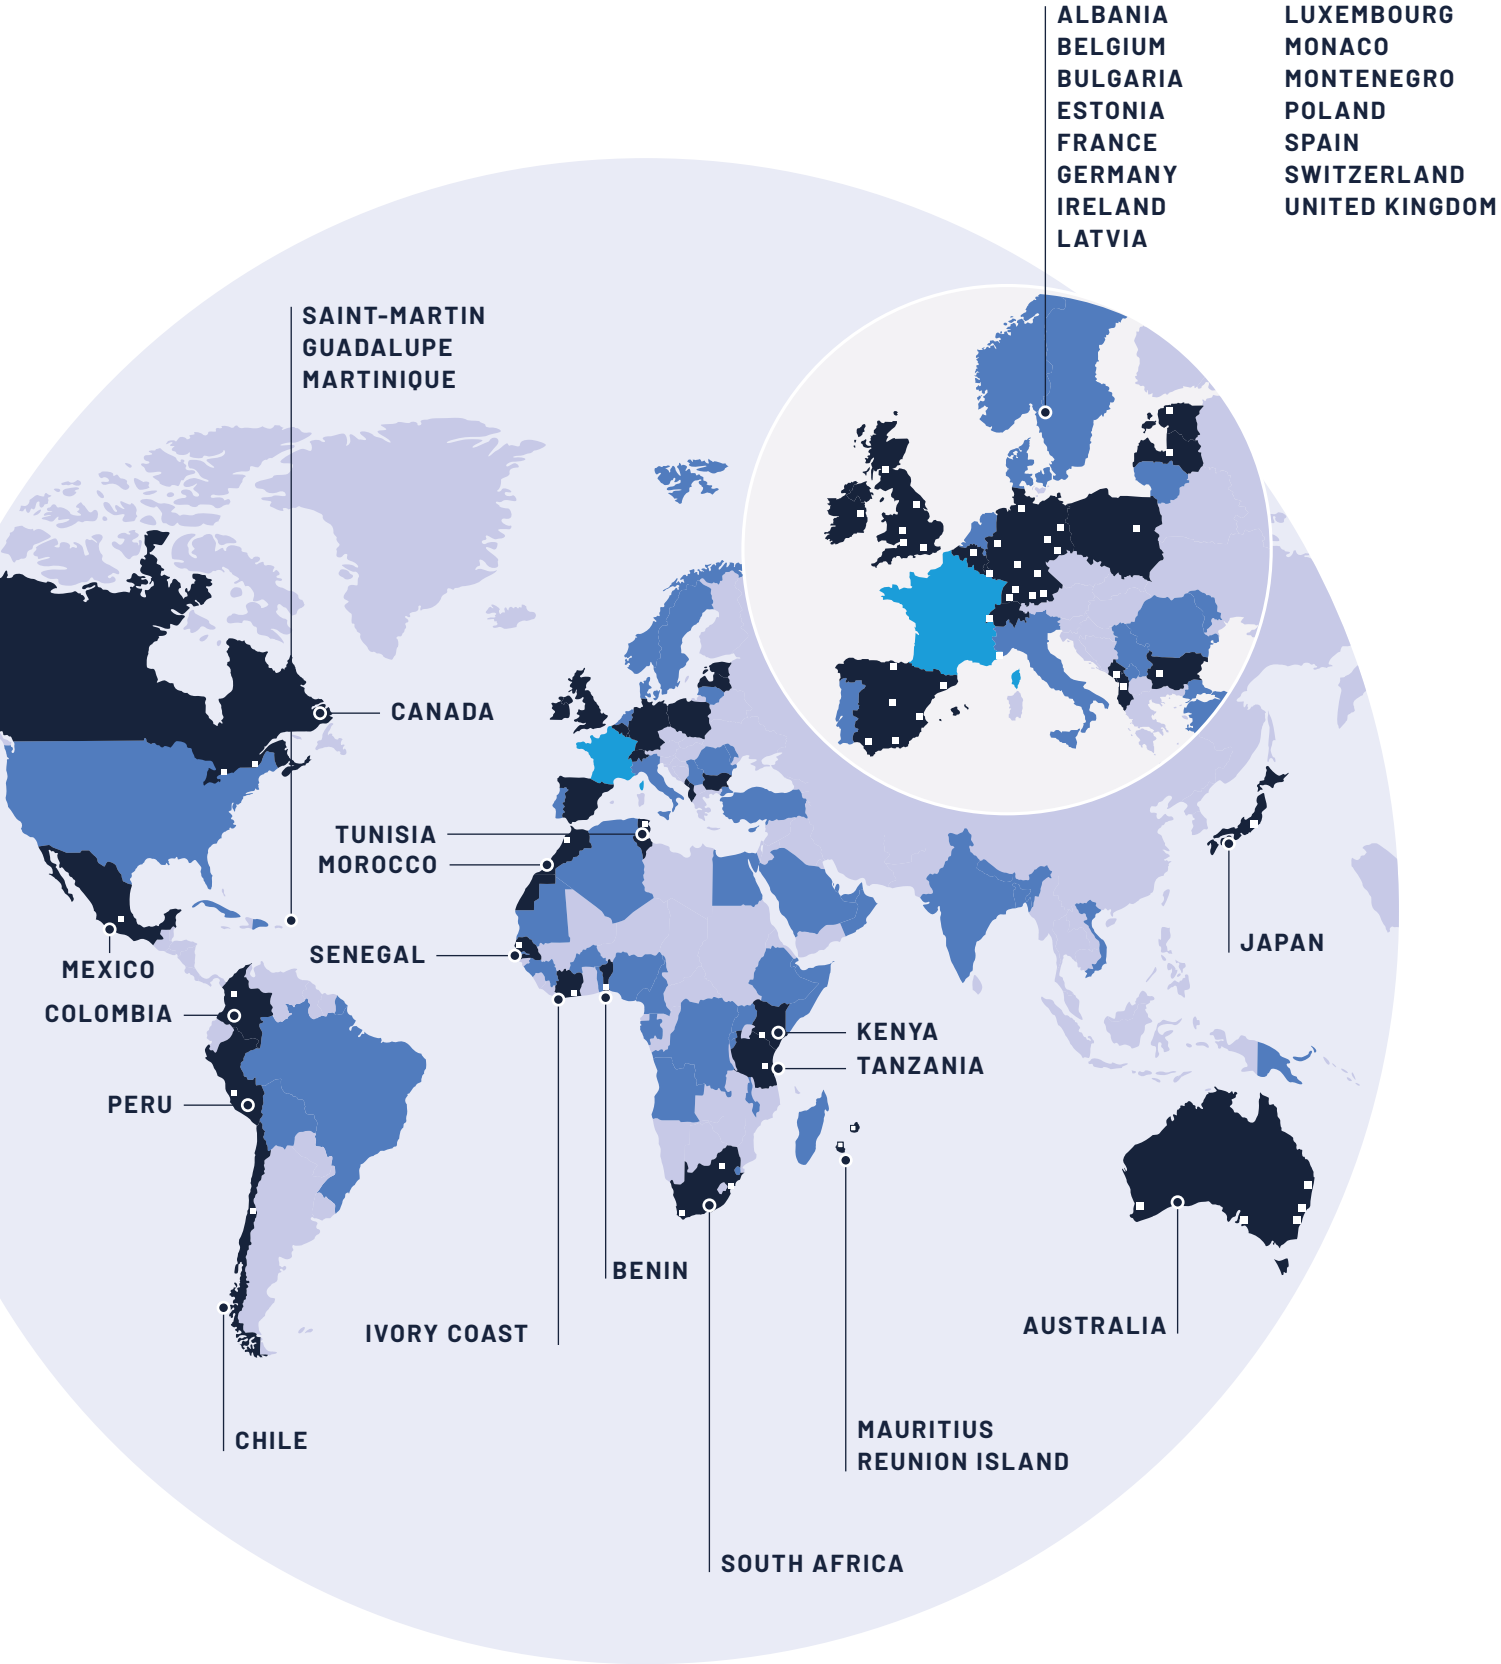 ALBANIA
BELGIUM
BULGARIA
ESTONIA
FRANCE
GERMANY
IRELAND
LATVIA
LUXEMBOURG
MONACO
MONTENEGRO
POLAND
SPAIN
SWITZERLAND
UNITED KINGDOM
SAINT-MARTIN
GUADALUPE
MARTINIQUE
CANADA
TUNISIA
MOROCCO
SENEGAL
MEXICO
COLOMBIA
PERU
JAPAN
KENYA
TANZANIA
BENIN
IVORY COAST
AUSTRALIA
CHILE
MAURITIUS
REUNION ISLAND
SOUTH AFRICA